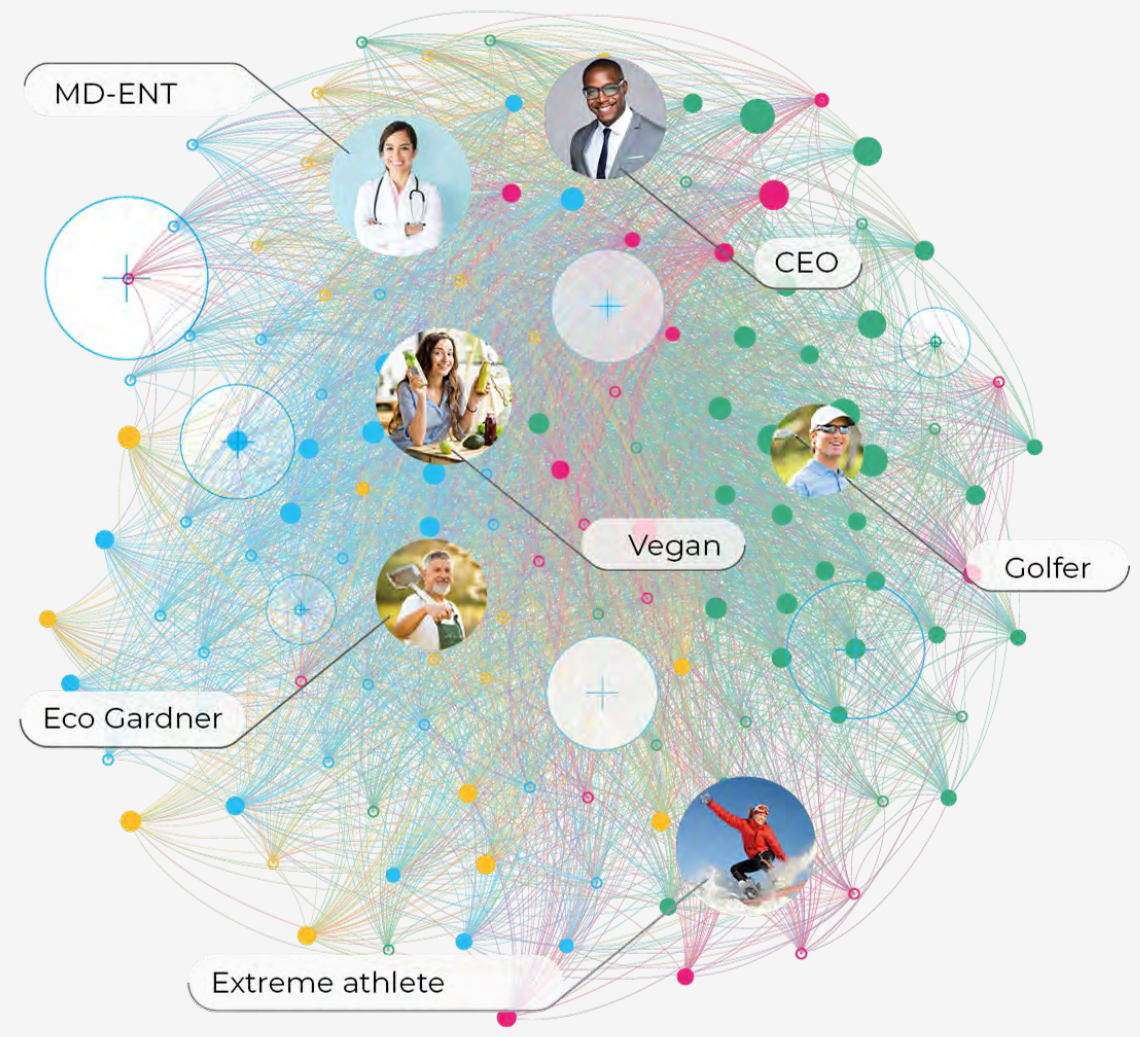 MD-ENT
CEO
Vegan
Golfer
Eco Gardner
Extreme athlete